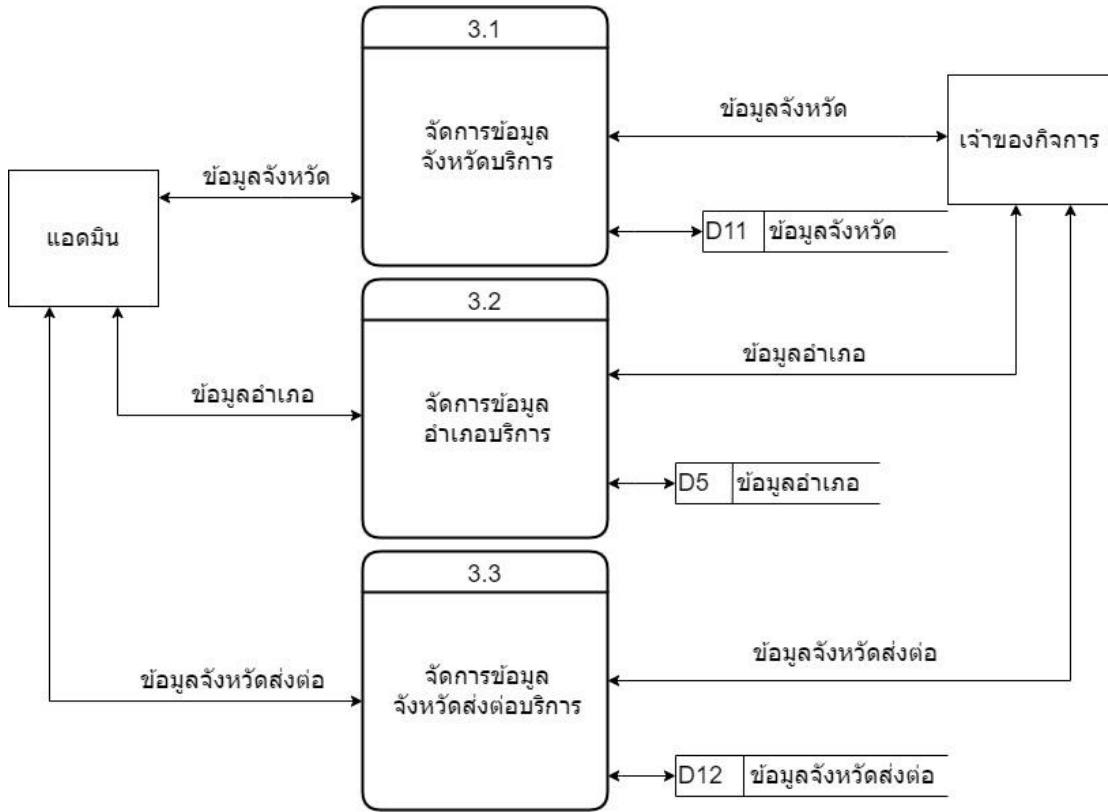 3.1
จัดการข้อมูล
จังหวัดบริการ
ข้อมูลจังหวัด
เจ้าของกิจการ
ข้อมูลจังหวัด
แอดมิน
D11 ข้อมูลจังหวัด
3.2
จัดการข้อมูล
อำเภอบริการ
ข้อมูลอำเภอ
ข้อมูลอำเภอ
D5 ข้อมูลอำเภอ
3.3
จัดการข้อมูล
จังหวัดส่งต่อบริการ
ข้อมูลจังหวัดส่งต่อ
ข้อมูลจังหวัดส่งต่อ
D12 ข้อมูลจังหวัดส่งต่อ